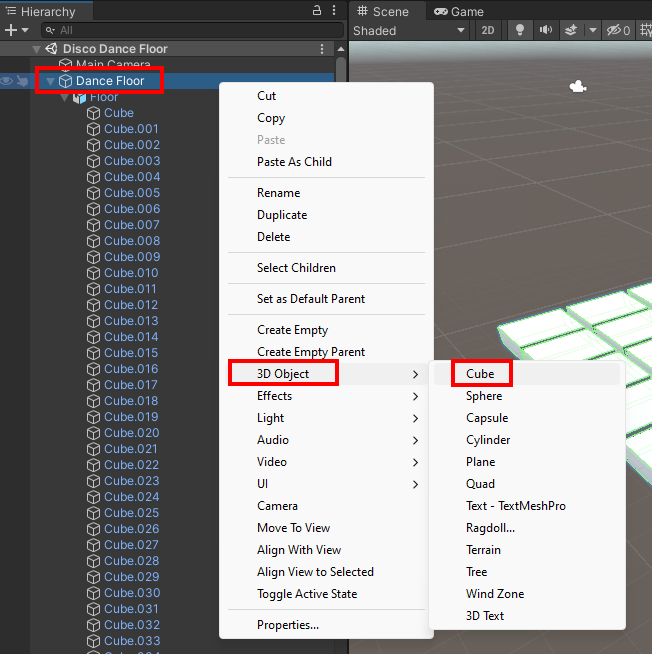 Hierarchy
All
Disco Dance Floor
Main Camera
Dance Floor
Floor
Cube
Cube.001
Cube.002
Cube.003
Cube.004
Cube.005
Cube.006
Cube.007
Cube.008
Cube.009
Cube.010
Cube.011
Cube.012
Cube.013
Cube.014
Cube.015
Cube.016
Cube.017
Cube.018
Cube.019
Cube.020
Cube.021
Cube.022
Cube.023
Cube.024
Cube.025
Cube.026
Cube.027
Cube.028
Cube.029
Cube.030
Cube.031
Cube.032
Cube.033
Scene
Game
Shaded
2D
0
Cut
Copy
Paste
Paste As Child
Rename
Duplicate
Delete
Select Children
Set as Default Parent
Create Empty
Create Empty Parent
3D Object
Effects
Light
Audio
Video
UI
Camera
Move To View
Align With View
Align View to Selected
Toggle Active State
Properties...
Cube
Sphere
Capsule
Cylinder
Plane
Quad
Text - TextMeshPro
Ragdoll...
Terrain
Tree
Wind Zone
3D Text